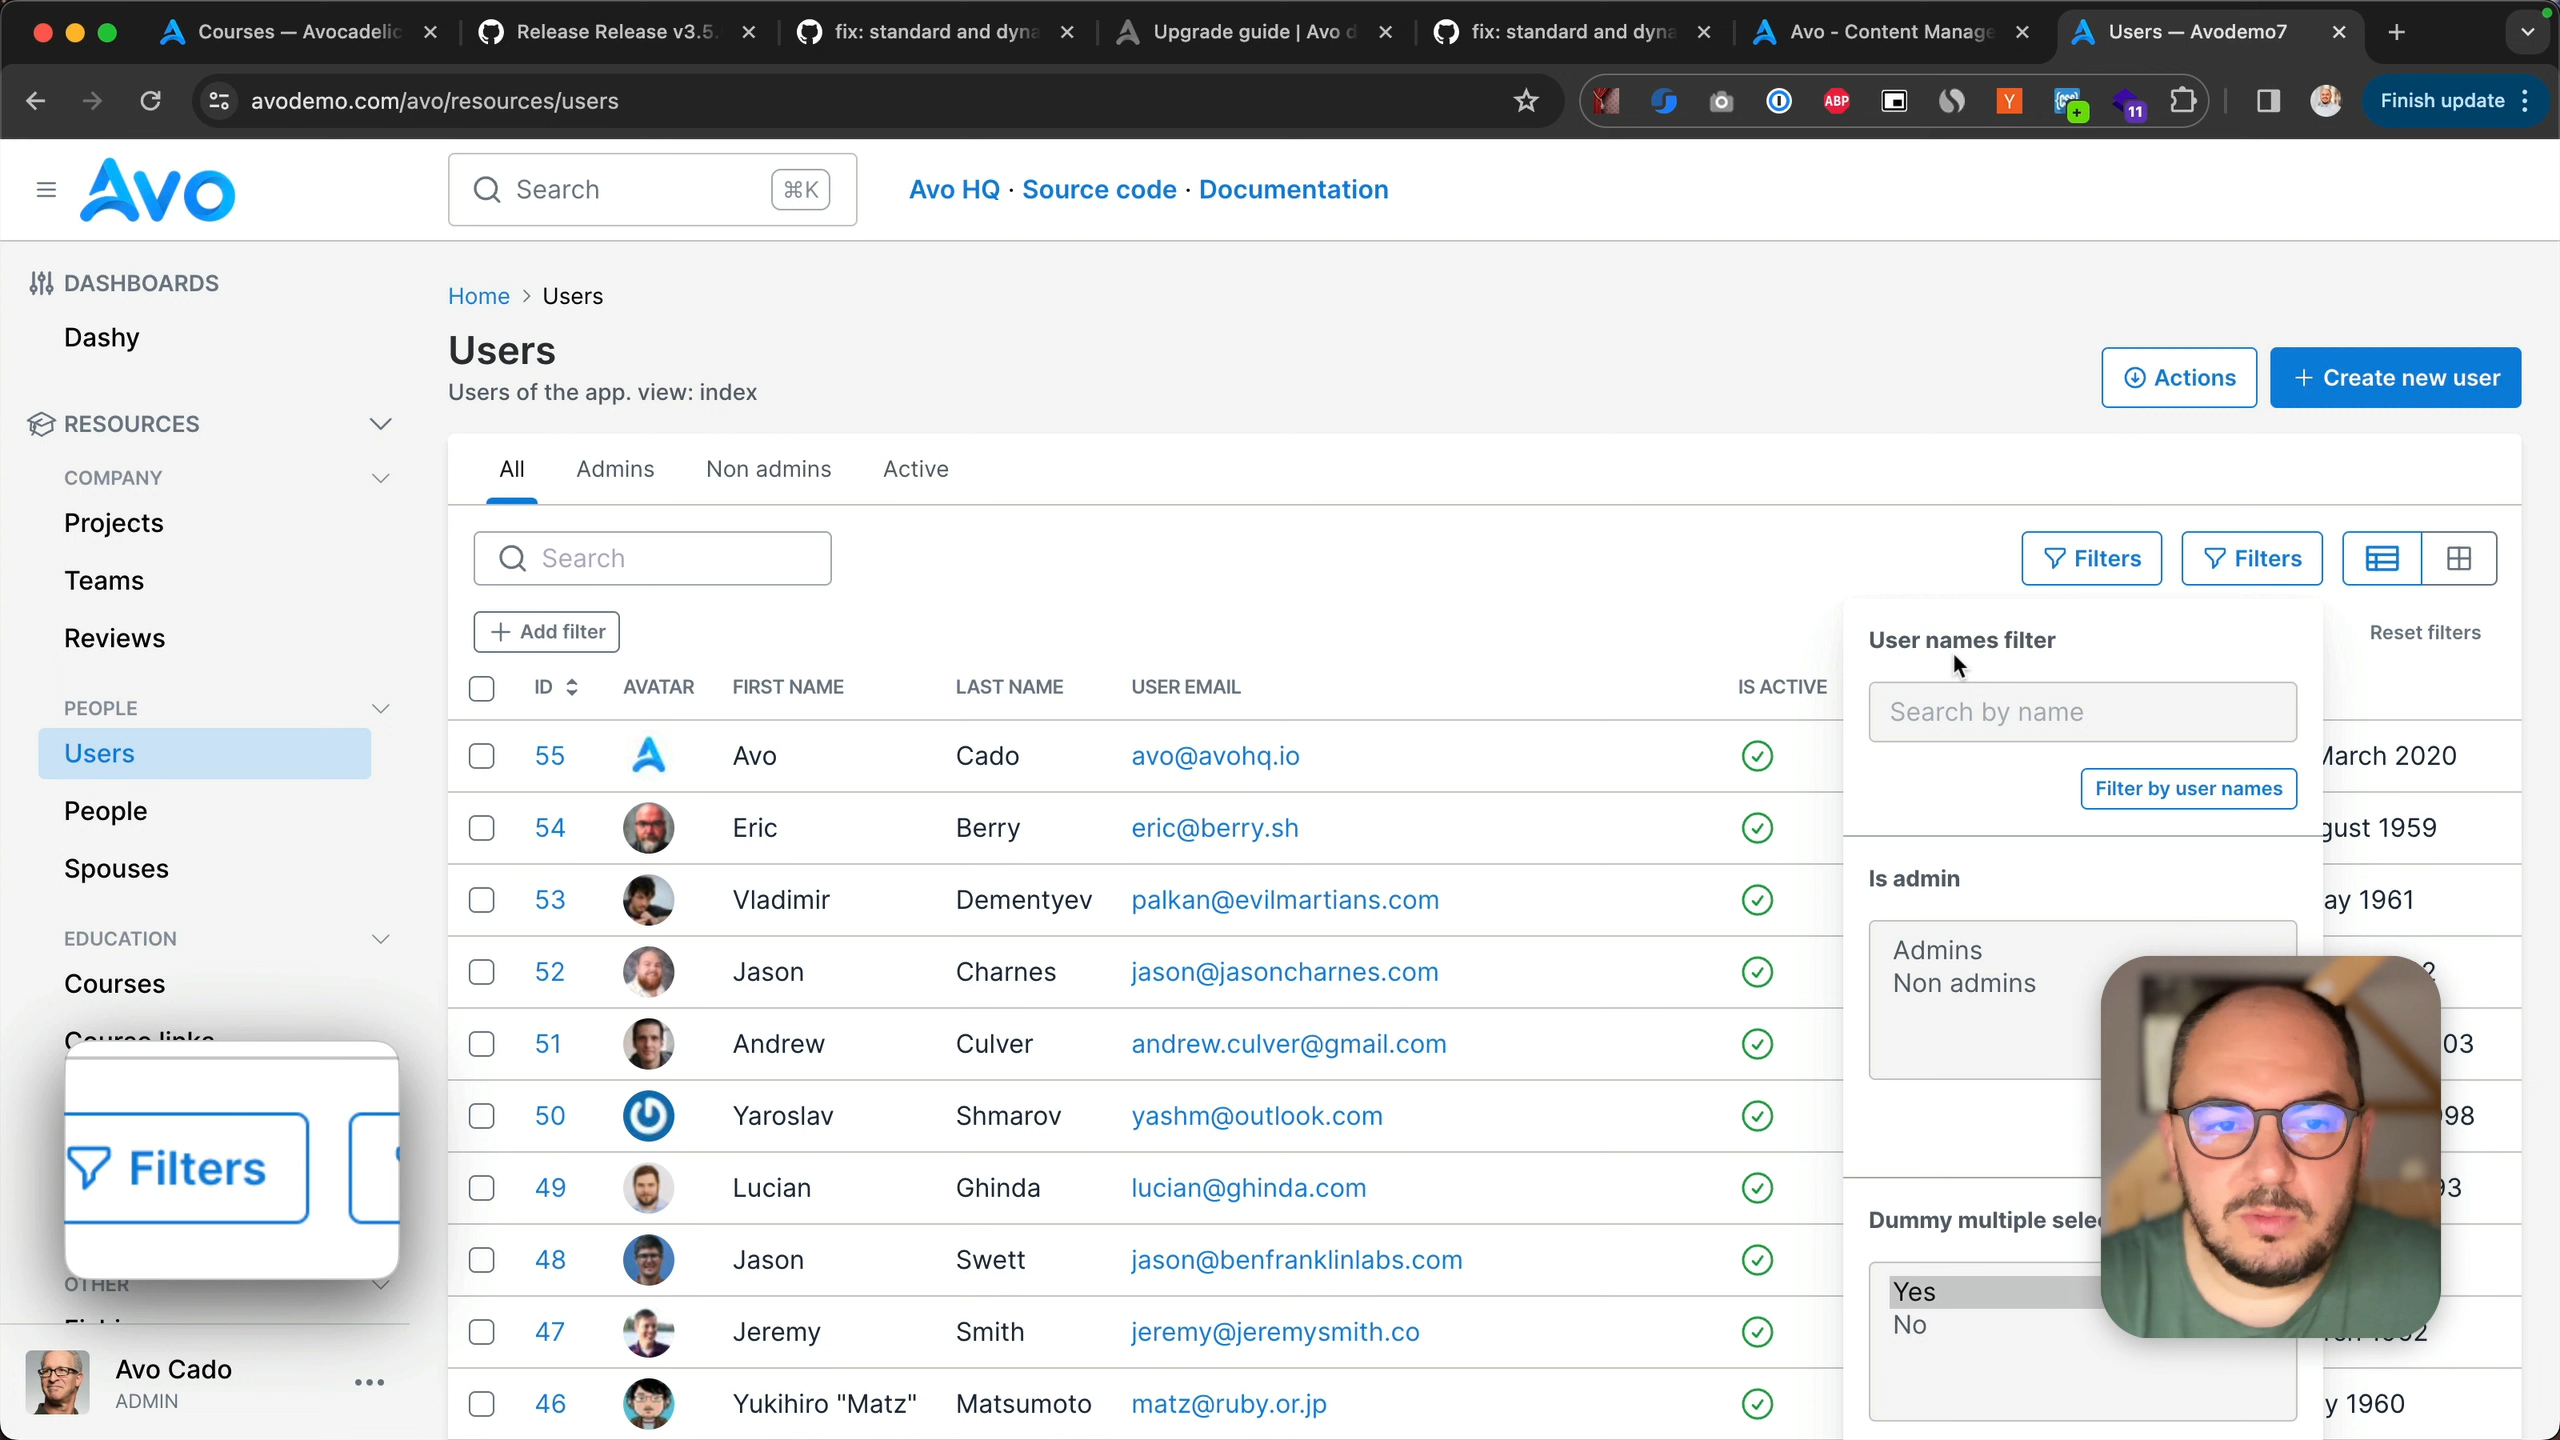 Courses — Avocadelic
Release Release v3.5.
fix: standard and dyna
Upgrade guide | Avo d
fix: standard and dyna
Avo - Content Manage
Users — Avodemo7
avodemo.com/avo/resources/users
ABP
Y
11
Finish update
Avo
Search
⌘K
Avo HQ · Source code · Documentation
DASHBOARDS
Dashy
RESOURCES
COMPANY
Projects
Teams
Reviews
PEOPLE
Users
People
Spouses
EDUCATION
Courses
Course links
Filters
OTHER
Avo Cado
ADMIN
Home > Users
Users
Users of the app. view: index
Actions
+ Create new user
All
Admins
Non admins
Active
Search
Filters
Filters
+ Add filter
Reset filters
ID
AVATAR
FIRST NAME
LAST NAME
USER EMAIL
IS ACTIVE
55 Avo Cado avo@avohq.io March 2020
54 Eric Berry eric@berry.sh gust 1959
53 Vladimir Dementyev palkan@evilmartians.com ay 1961
52 Jason Charnes jason@jasoncharnes.com 2
51 Andrew Culver andrew.culver@gmail.com 03
50 Yaroslav Shmarov yashm@outlook.com 98
49 Lucian Ghinda lucian@ghinda.com 93
48 Jason Swett jason@benfranklinlabs.com
47 Jeremy Smith jeremy@jeremysmith.co
46 Yukihiro "Matz" Matsumoto matz@ruby.or.jp y 1960
User names filter
Search by name
Filter by user names
Is admin
Admins
Non admins
Dummy multiple selec
Yes
No